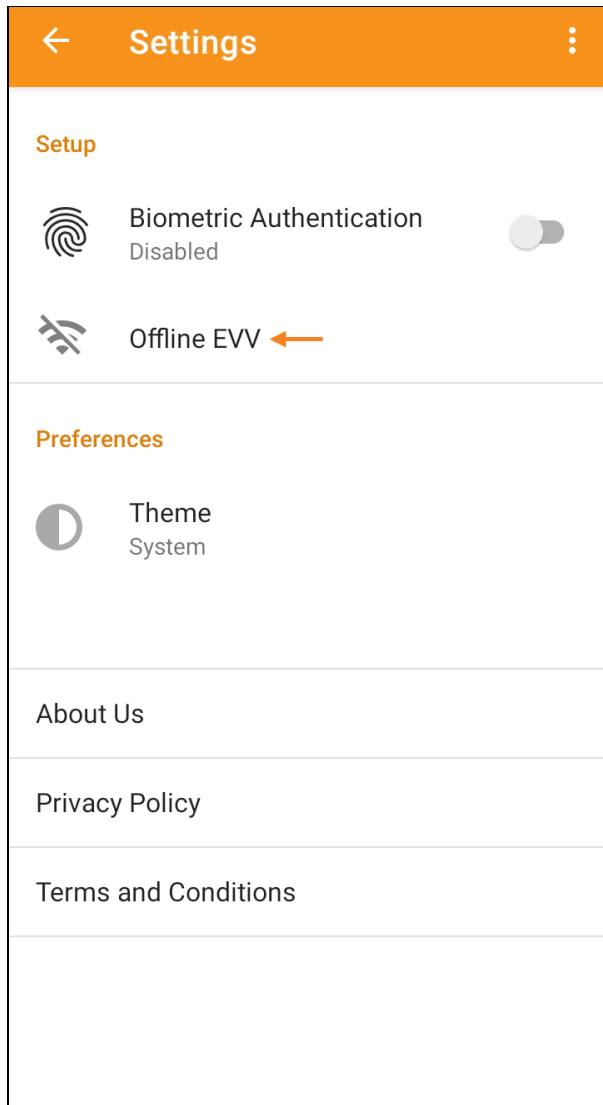 Settings
Setup
Biometric Authentication
Disabled
Offline EVV
Preferences
Theme
System
About Us
Privacy Policy
Terms and Conditions